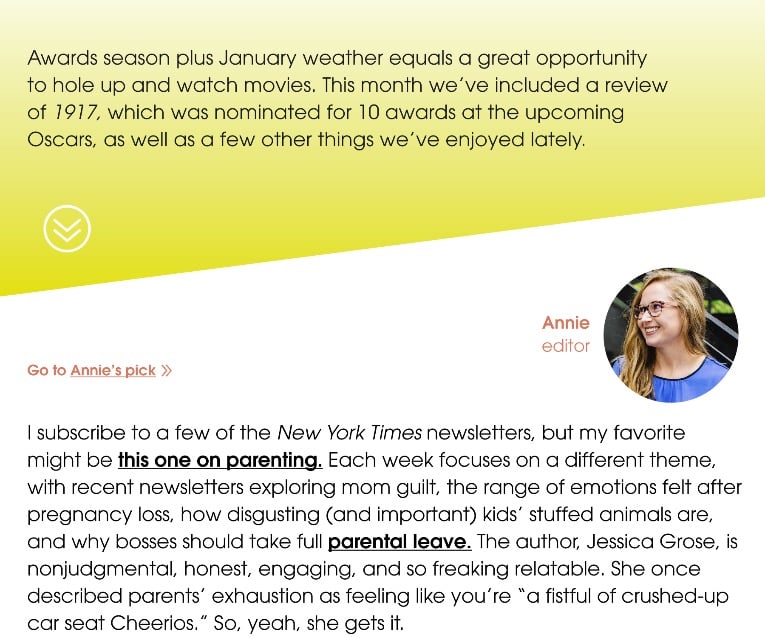 Awards season plus January weather equals a great opportunity
to hole up and watch movies. This month we’ve included a review
of 1917, which was nominated for 10 awards at the upcoming
Oscars, as well as a few other things we’ve enjoyed lately.
Annie
editor
Go to Annie’s pick »
I subscribe to a few of the New York Times newsletters, but my favorite
might be this one on parenting. Each week focuses on a different theme,
with recent newsletters exploring mom guilt, the range of emotions felt after
pregnancy loss, how disgusting (and important) kids’ stuffed animals are,
and why bosses should take full parental leave. The author, Jessica Grose, is
nonjudgmental, honest, engaging, and so freaking relatable. She once
described parents’ exhaustion as feeling like you’re “a fistful of crushed-up
car seat Cheerios.” So, yeah, she gets it.